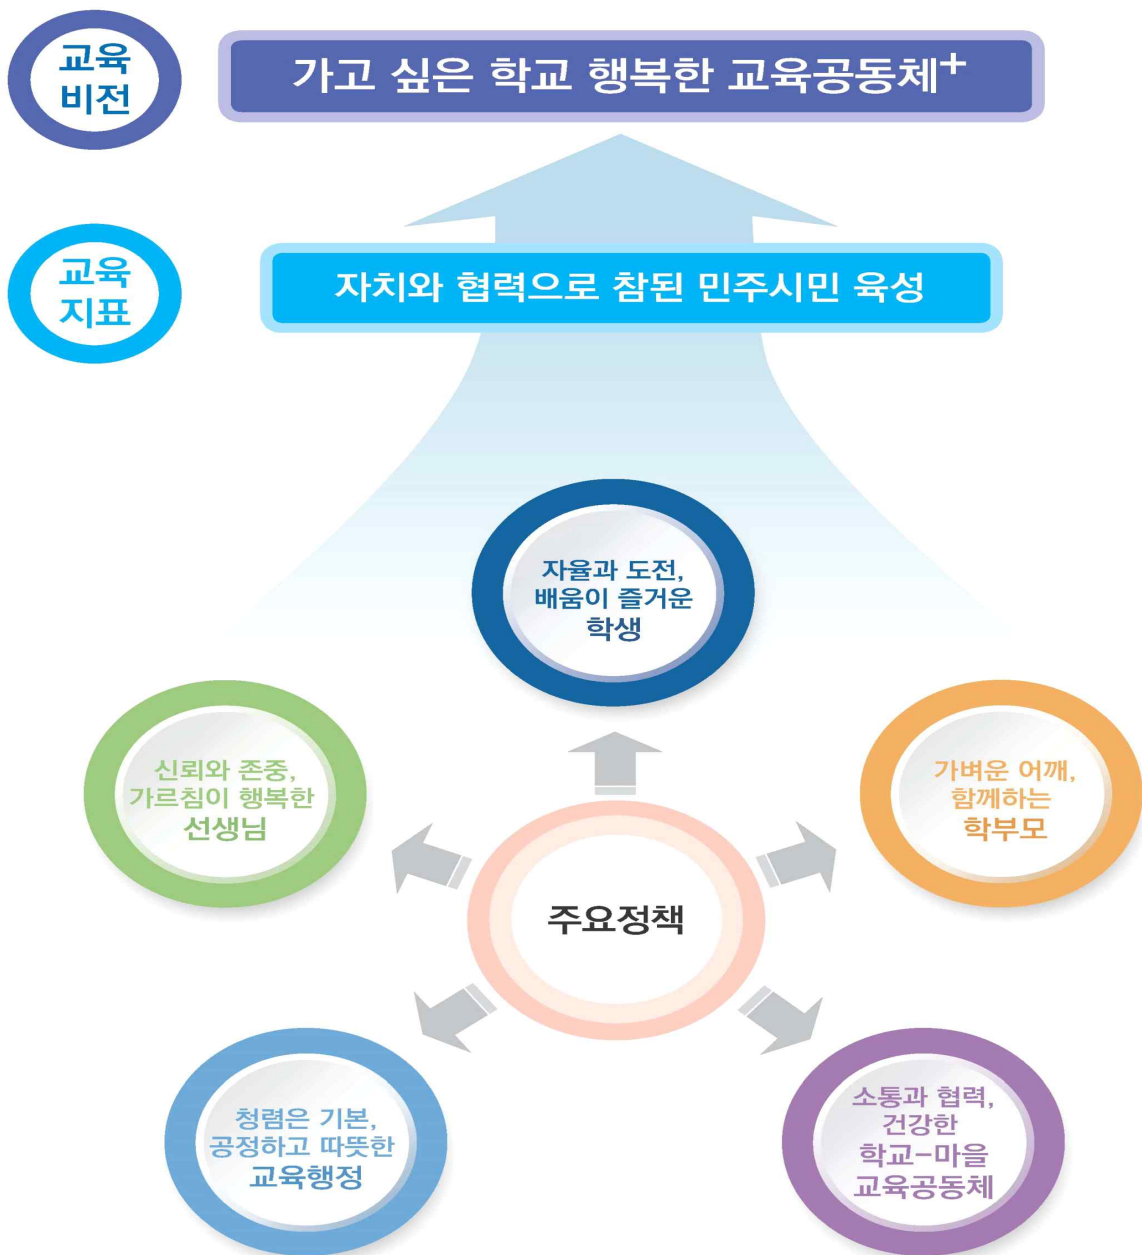 교육
비전
가고 싶은 학교 행복한 교육공동체+
교육
지표
자치와 협력으로 참된 민주시민 육성
자율과 도전,
배움이 즐거운
학생
신뢰와 존중,
가르침이 행복한
선생님
가벼운 어깨,
함께하는
학부모
주요정책
청렴은 기본,
공정하고 따뜻한
교육행정
소통과 협력,
건강한
학교-마을
교육공동체